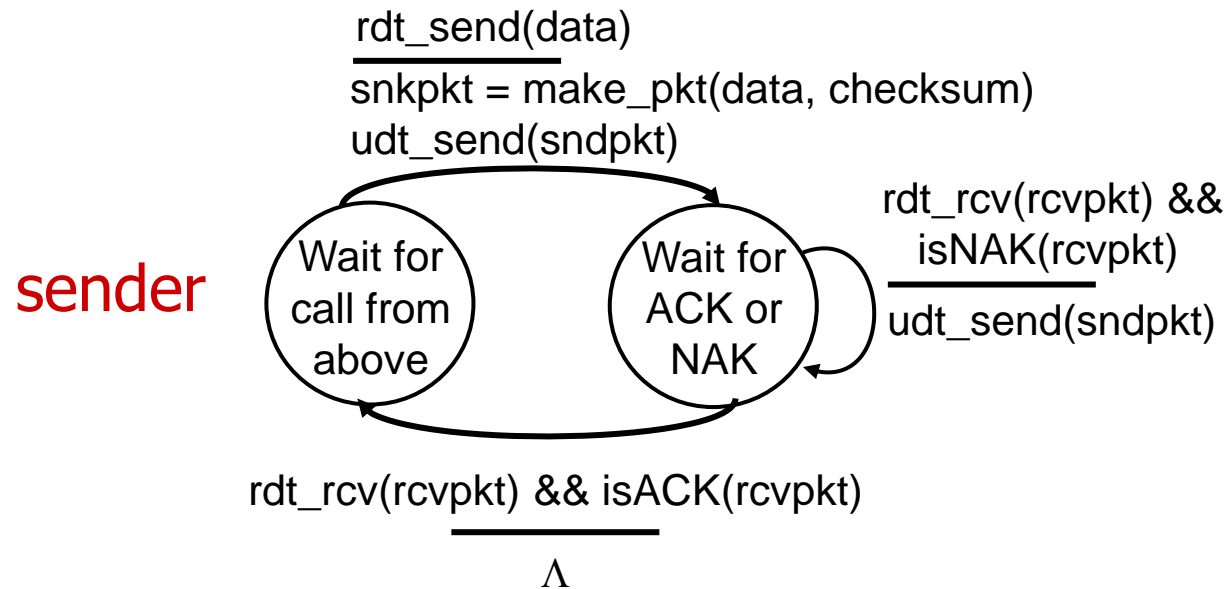 rdt_send(data)
snkpkt = make_pkt(data, checksum)
udt_send(sndpkt)
sender
Wait for
call from
above
Wait for
ACK or
NAK
rdt_rcv(rcvpkt) &&
isNAK(rcvpkt)
udt_send(sndpkt)
rdt_rcv(rcvpkt) && isACK(rcvpkt)
Λ